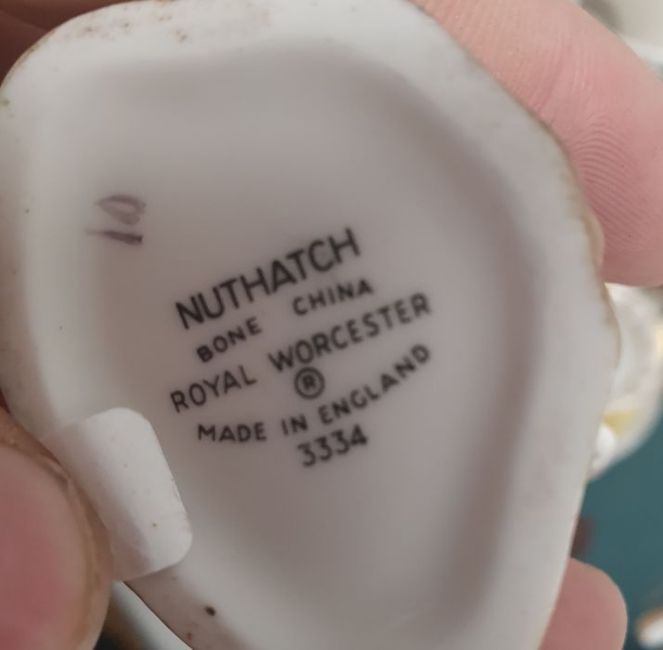 NUTHATCH
BONE CHINA
ROYAL WORCESTER
®
MADE IN ENGLAND
3334